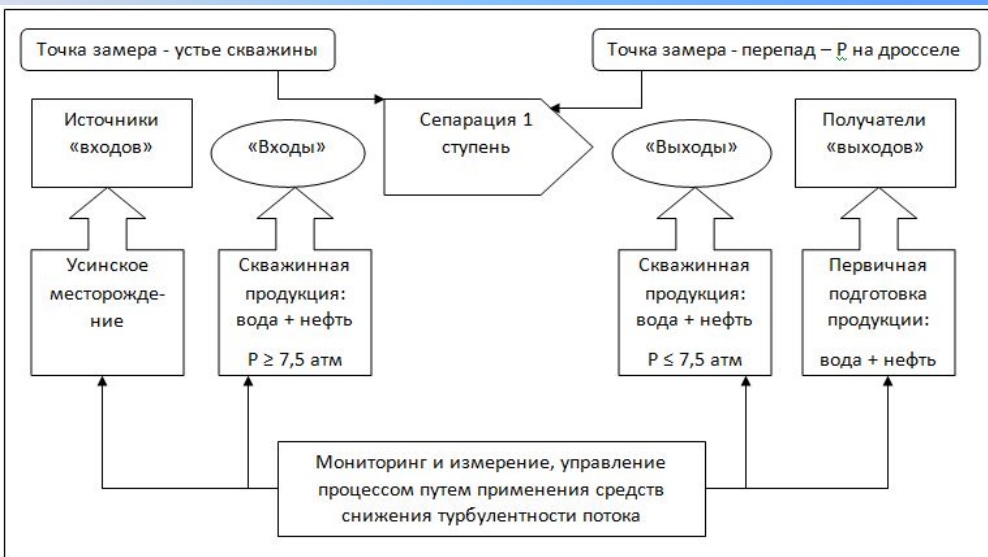 Точка замера - устье скважины
Точка замера - перепад – Р на дросселе
Источники
«входов»
«Входы»
Сепарация 1
ступень
«Выходы»
Получатели
«выходов»
Усинское
месторожде-
ние
Скважинная
продукция:
вода + нефть
Р ≥ 7,5 атм
Скважинная
продукция:
вода + нефть
Р ≤ 7,5 атм
Первичная
подготовка
продукции:
вода + нефть
Мониторинг и измерение, управление
процессом путем применения средств
снижения турбулентности потока